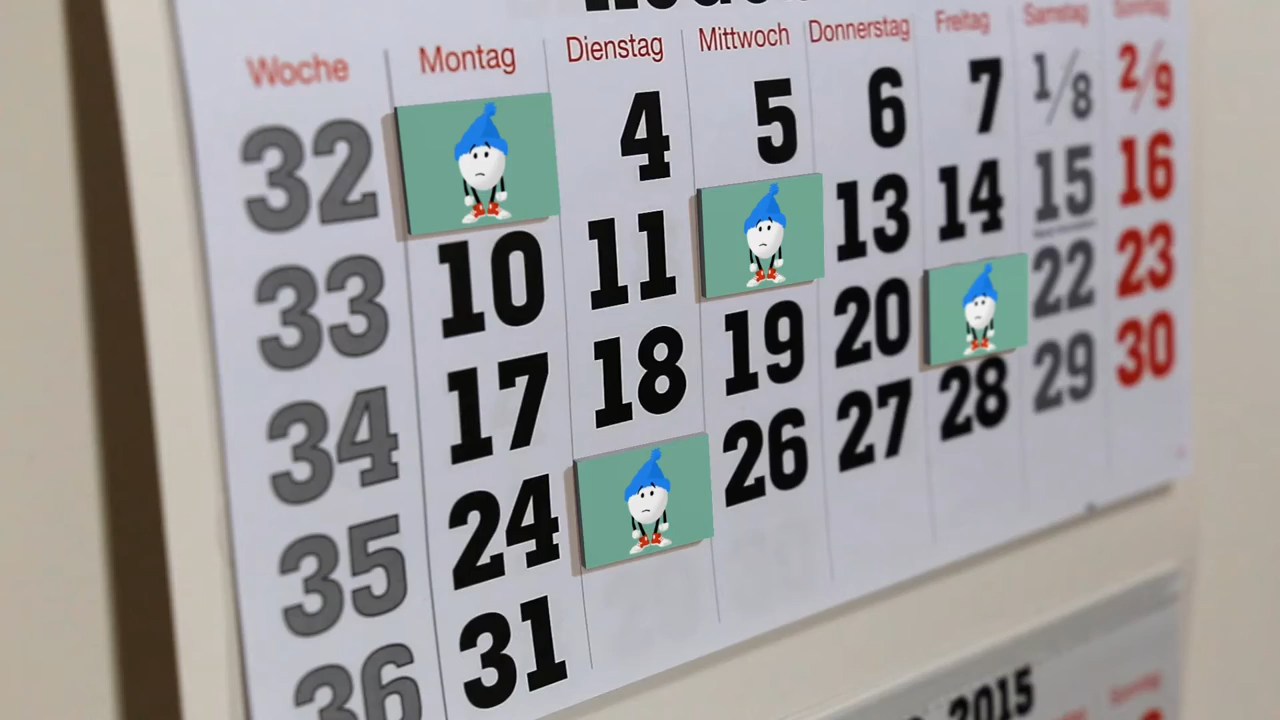 Woche Montag Dienstag Mittwoch Donnerstag Freitag Samstag Sonntag
32 4 5 6 7 1/8 2/9
33 10 11 13 14 15 16
34 17 18 19 20 22 23
35 24 26 27 28 29 30
36 31
2015